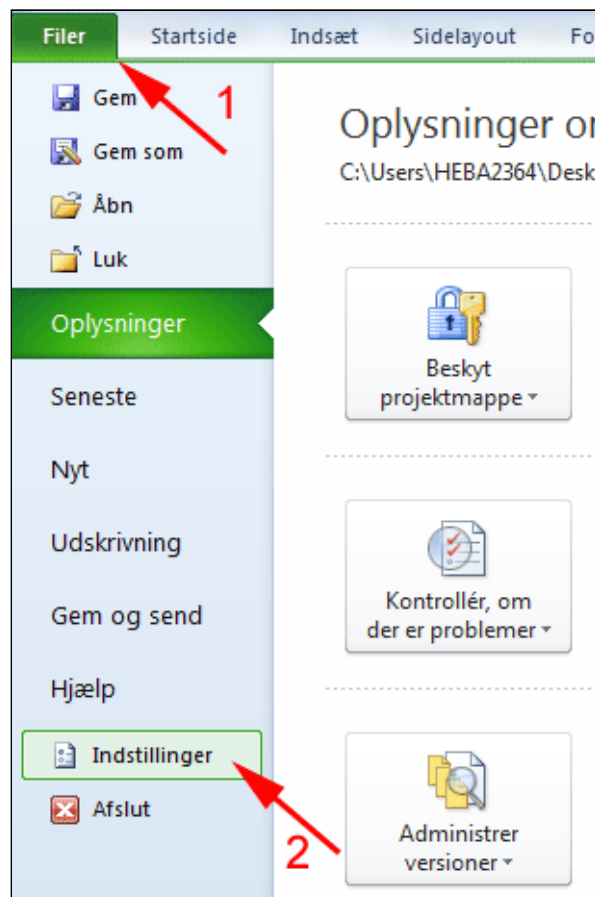 Filer Startside Indsæt Sidelayout Fo
Gem
1
Gem som
Åbn
Luk
Oplysninger
Seneste
Nyt
Udskrivning
Gem og send
Hjælp
Indstillinger
Afslut
2
Oplysninger o
C:\Users\HEBA2364\Desk
Beskyt
projektmappe
Kontrollér, om
der er problemer
Administrer
versioner